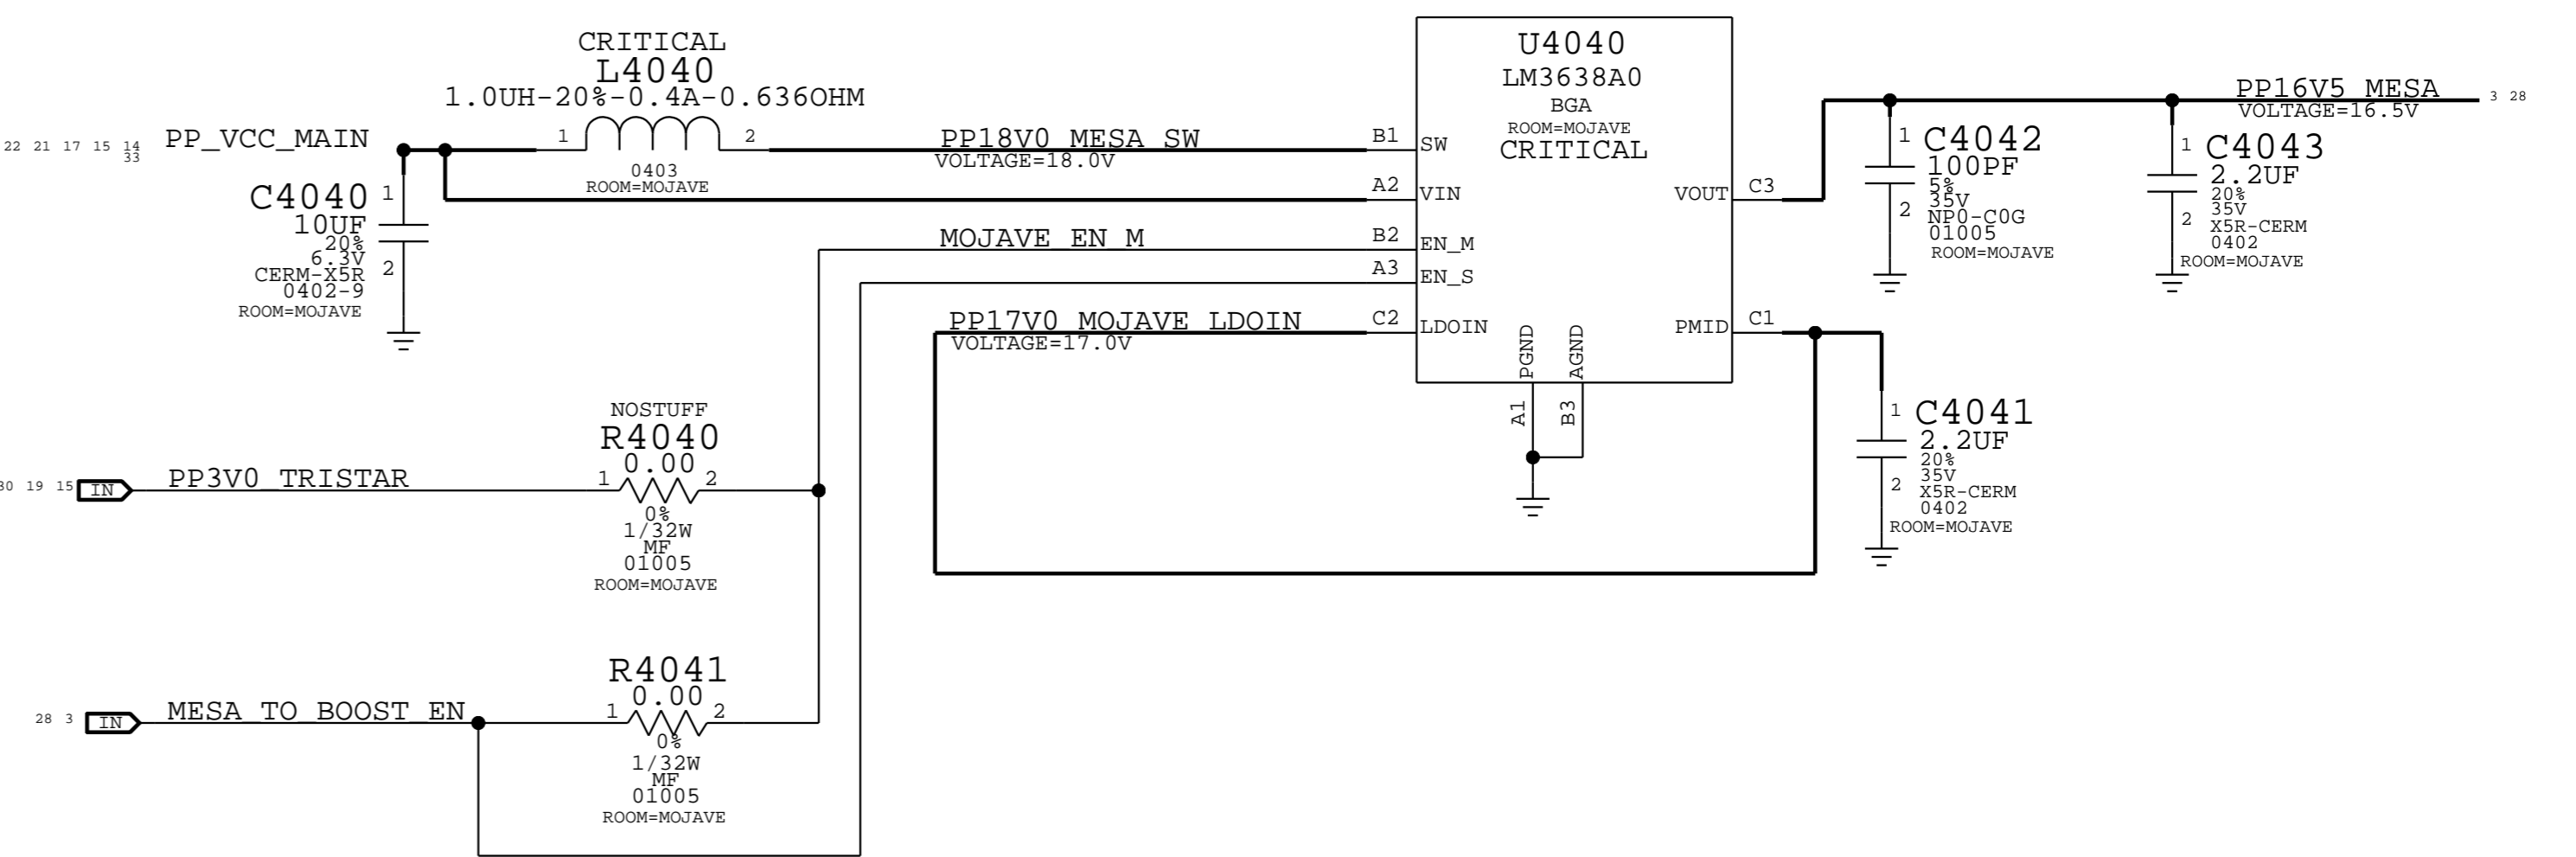 CRITICAL
L4040
1.0UH-20%-0.4A-0.636OHM
22 21 17 15 14
33
PP_VCC_MAIN
1
2
0403
ROOM=MOJAVE
PP18V0_MESA_SW
VOLTAGE=18.0V
C4040
1
10UF
20%
6.3V
CERM-X5R
2
0402-9
ROOM=MOJAVE
MOJAVE_EN_M
PP17V0_MOJAVE_LDOIN
VOLTAGE=17.0V
B1
A2
B2
A3
C2
U4040
LM3638A0
BGA
ROOM=MOJAVE
CRITICAL
SW
VIN
EN_M
EN_S
LDOIN
VOUT
PMID
PGND
AGND
A1
B3
C3
C1
PP16V5_MESA
VOLTAGE=16.5V
3 28
1
C4042
100PF
5%
35V
2
NP0-C0G
01005
ROOM=MOJAVE
1
C4043
2.2UF
20%
35V
2
X5R-CERM
0402
ROOM=MOJAVE
1
C4041
2.2UF
20%
35V
2
X5R-CERM
0402
ROOM=MOJAVE
NOSTUFF
R4040
0.00
30 19 15
IN
PP3V0_TRISTAR
1
2
0%
1/32W
MF
01005
ROOM=MOJAVE
R4041
0.00
28 3
IN
MESA_TO_BOOST_EN
1
2
0%
1/32W
MF
01005
ROOM=MOJAVE